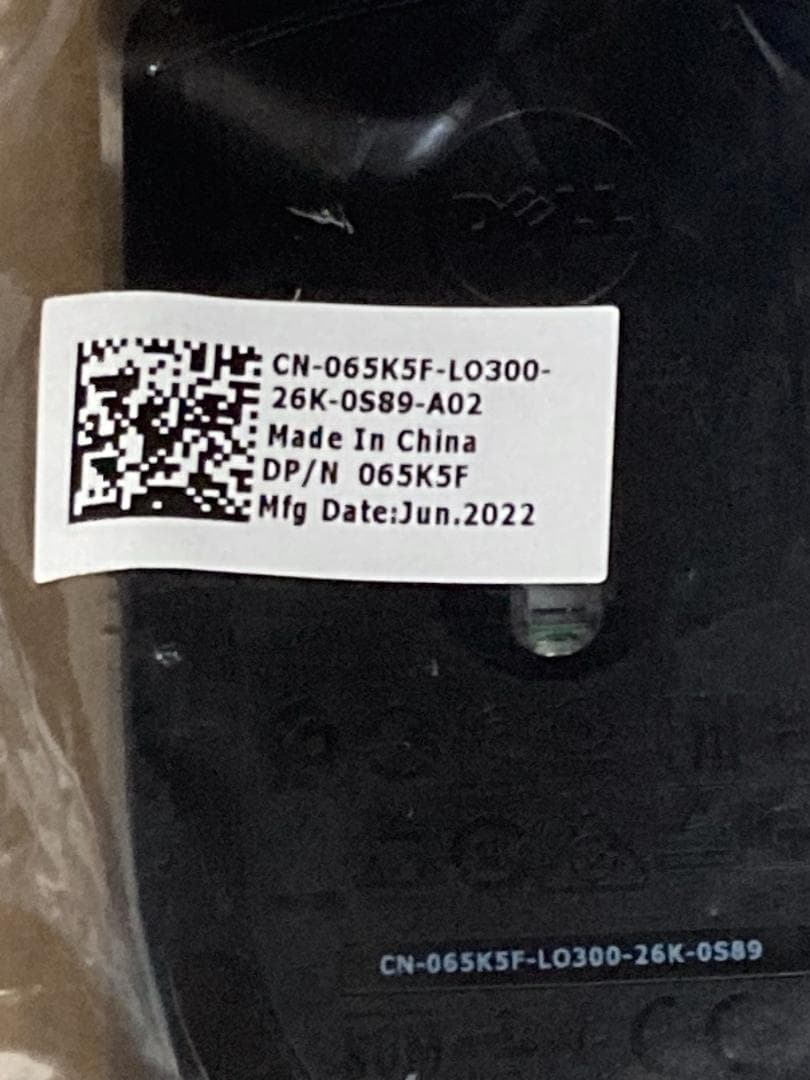 CN-065K5F-LO300-
26K-0S89-A02
Made In China
DP/N 065K5F
Mfg Date:Jun.2022
CN-065K5F-LO300-26K-0S89